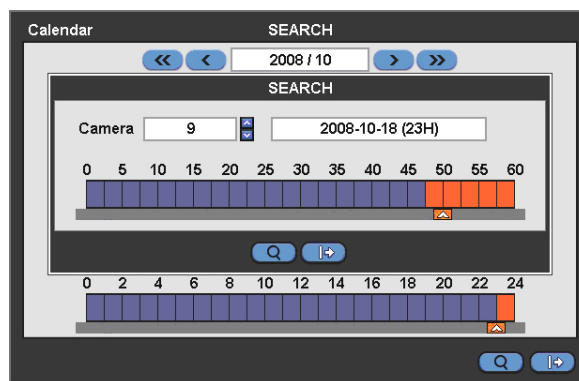 Calendar SEARCH
2008 / 10
SEARCH
Camera 9 2008-10-18 (23H)
0 5 10 15 20 25 30 35 40 45 50 55 60
0 2 4 6 8 10 12 14 16 18 20 22 24